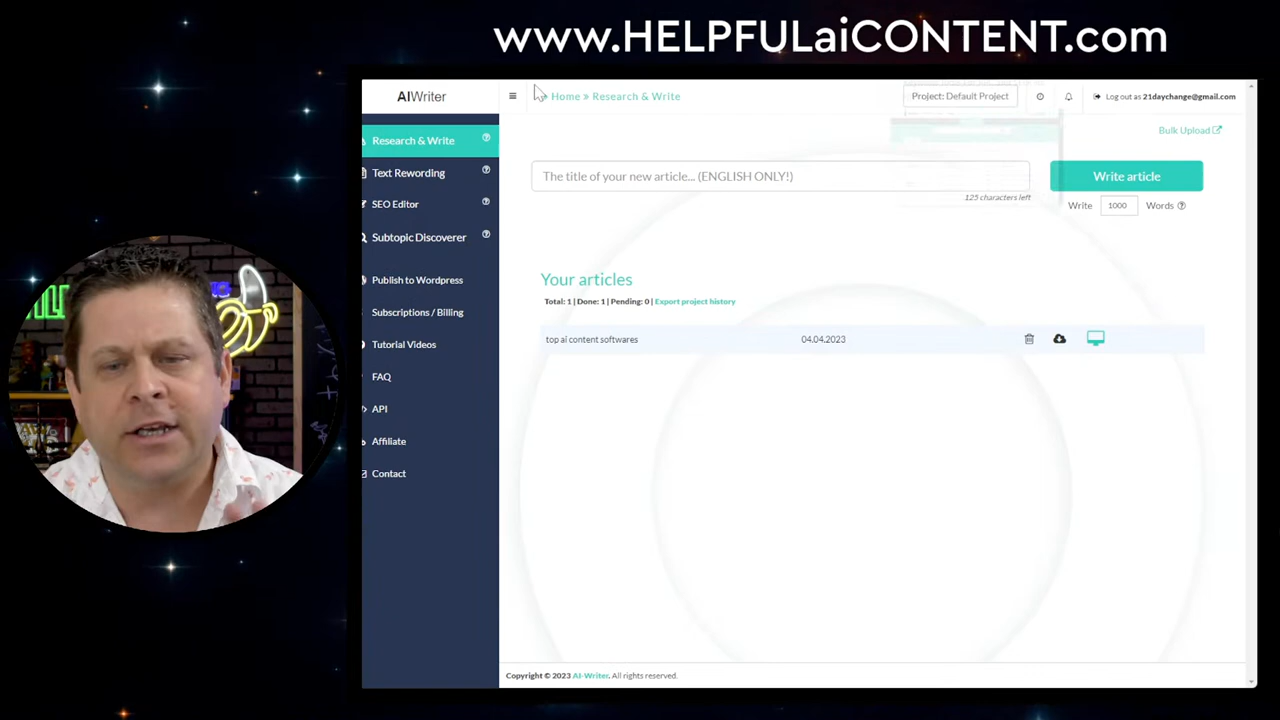 www.HELPFULaiCONTENT.com
AIWriter
Home » Research & Write
Project: Default Project
Log out as 21daychange@gmail.com
Research & Write
Text Rewording
SEO Editor
Subtopic Discoverer
Publish to Wordpress
Subscriptions / Billing
Tutorial Videos
FAQ
API
Affiliate
Contact
Bulk Upload
The title of your new article... (ENGLISH ONLY!)
Write article
125 characters left
Write 1000 Words
Your articles
Total: 1 | Done: 1 | Pending: 0 | Export project history
top ai content softwares 04.04.2023
Copyright © 2023 AI-Writer. All rights reserved.